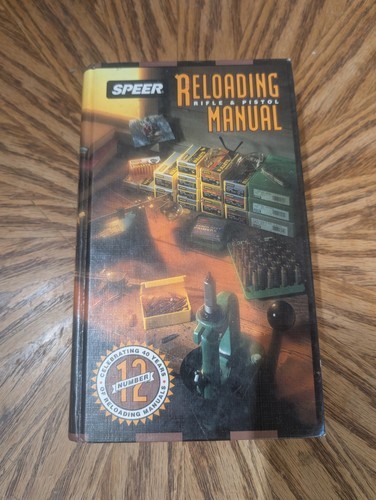 SPEER
RELOADING
RIFLE & PISTOL
MANUAL
CELEBRATING 40 YEARS
NUMBER
12
OF RELOADING MANUALS